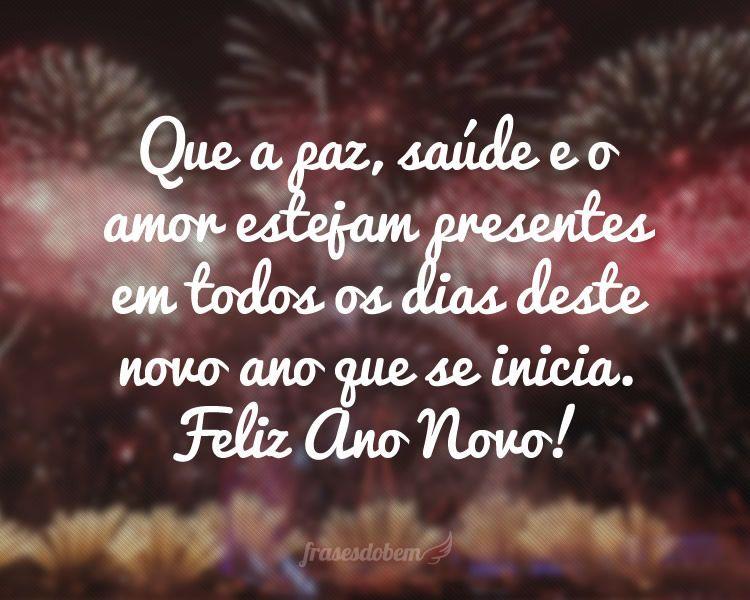 Que a paz, saúde e o
amor estejam presentes
em todos os dias deste
novo ano que se inicia.
Feliz Ano Novo!
frasesdobem